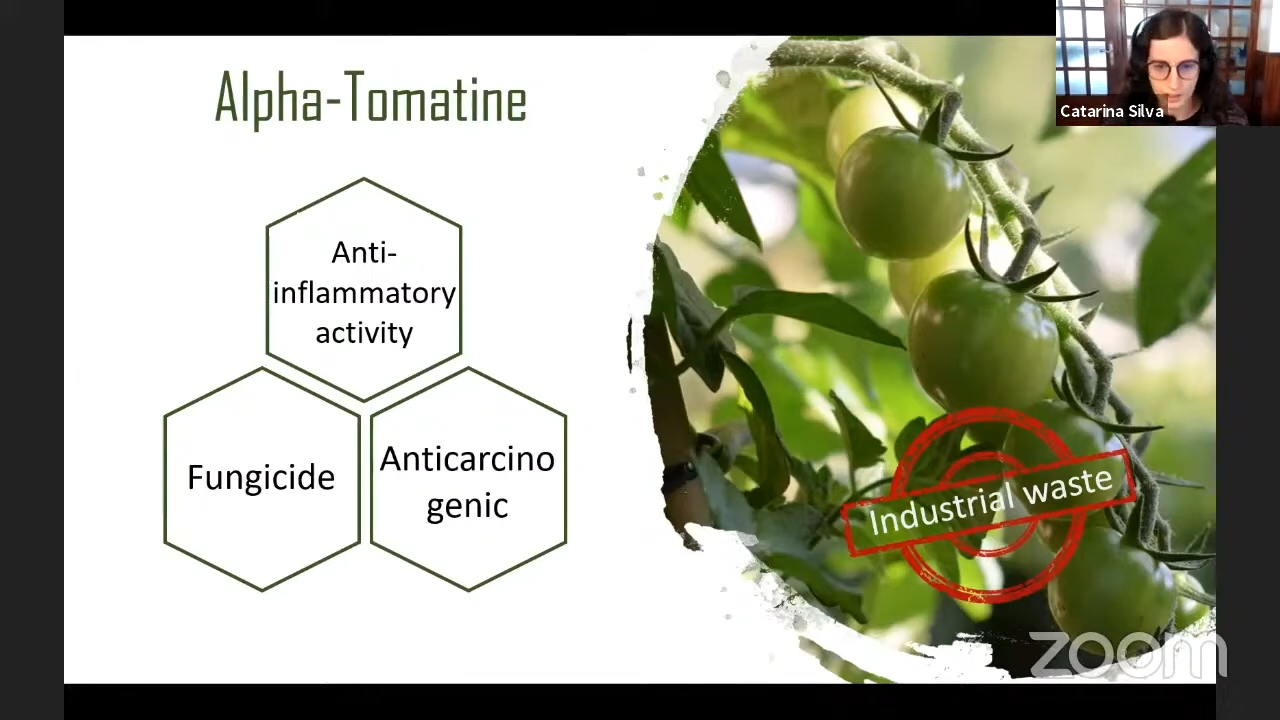 Alpha-Tomatine
Catarina Silva
Anti-
inflammatory
activity
Fungicide
Anticarcino
genic
Industrial waste
zoom